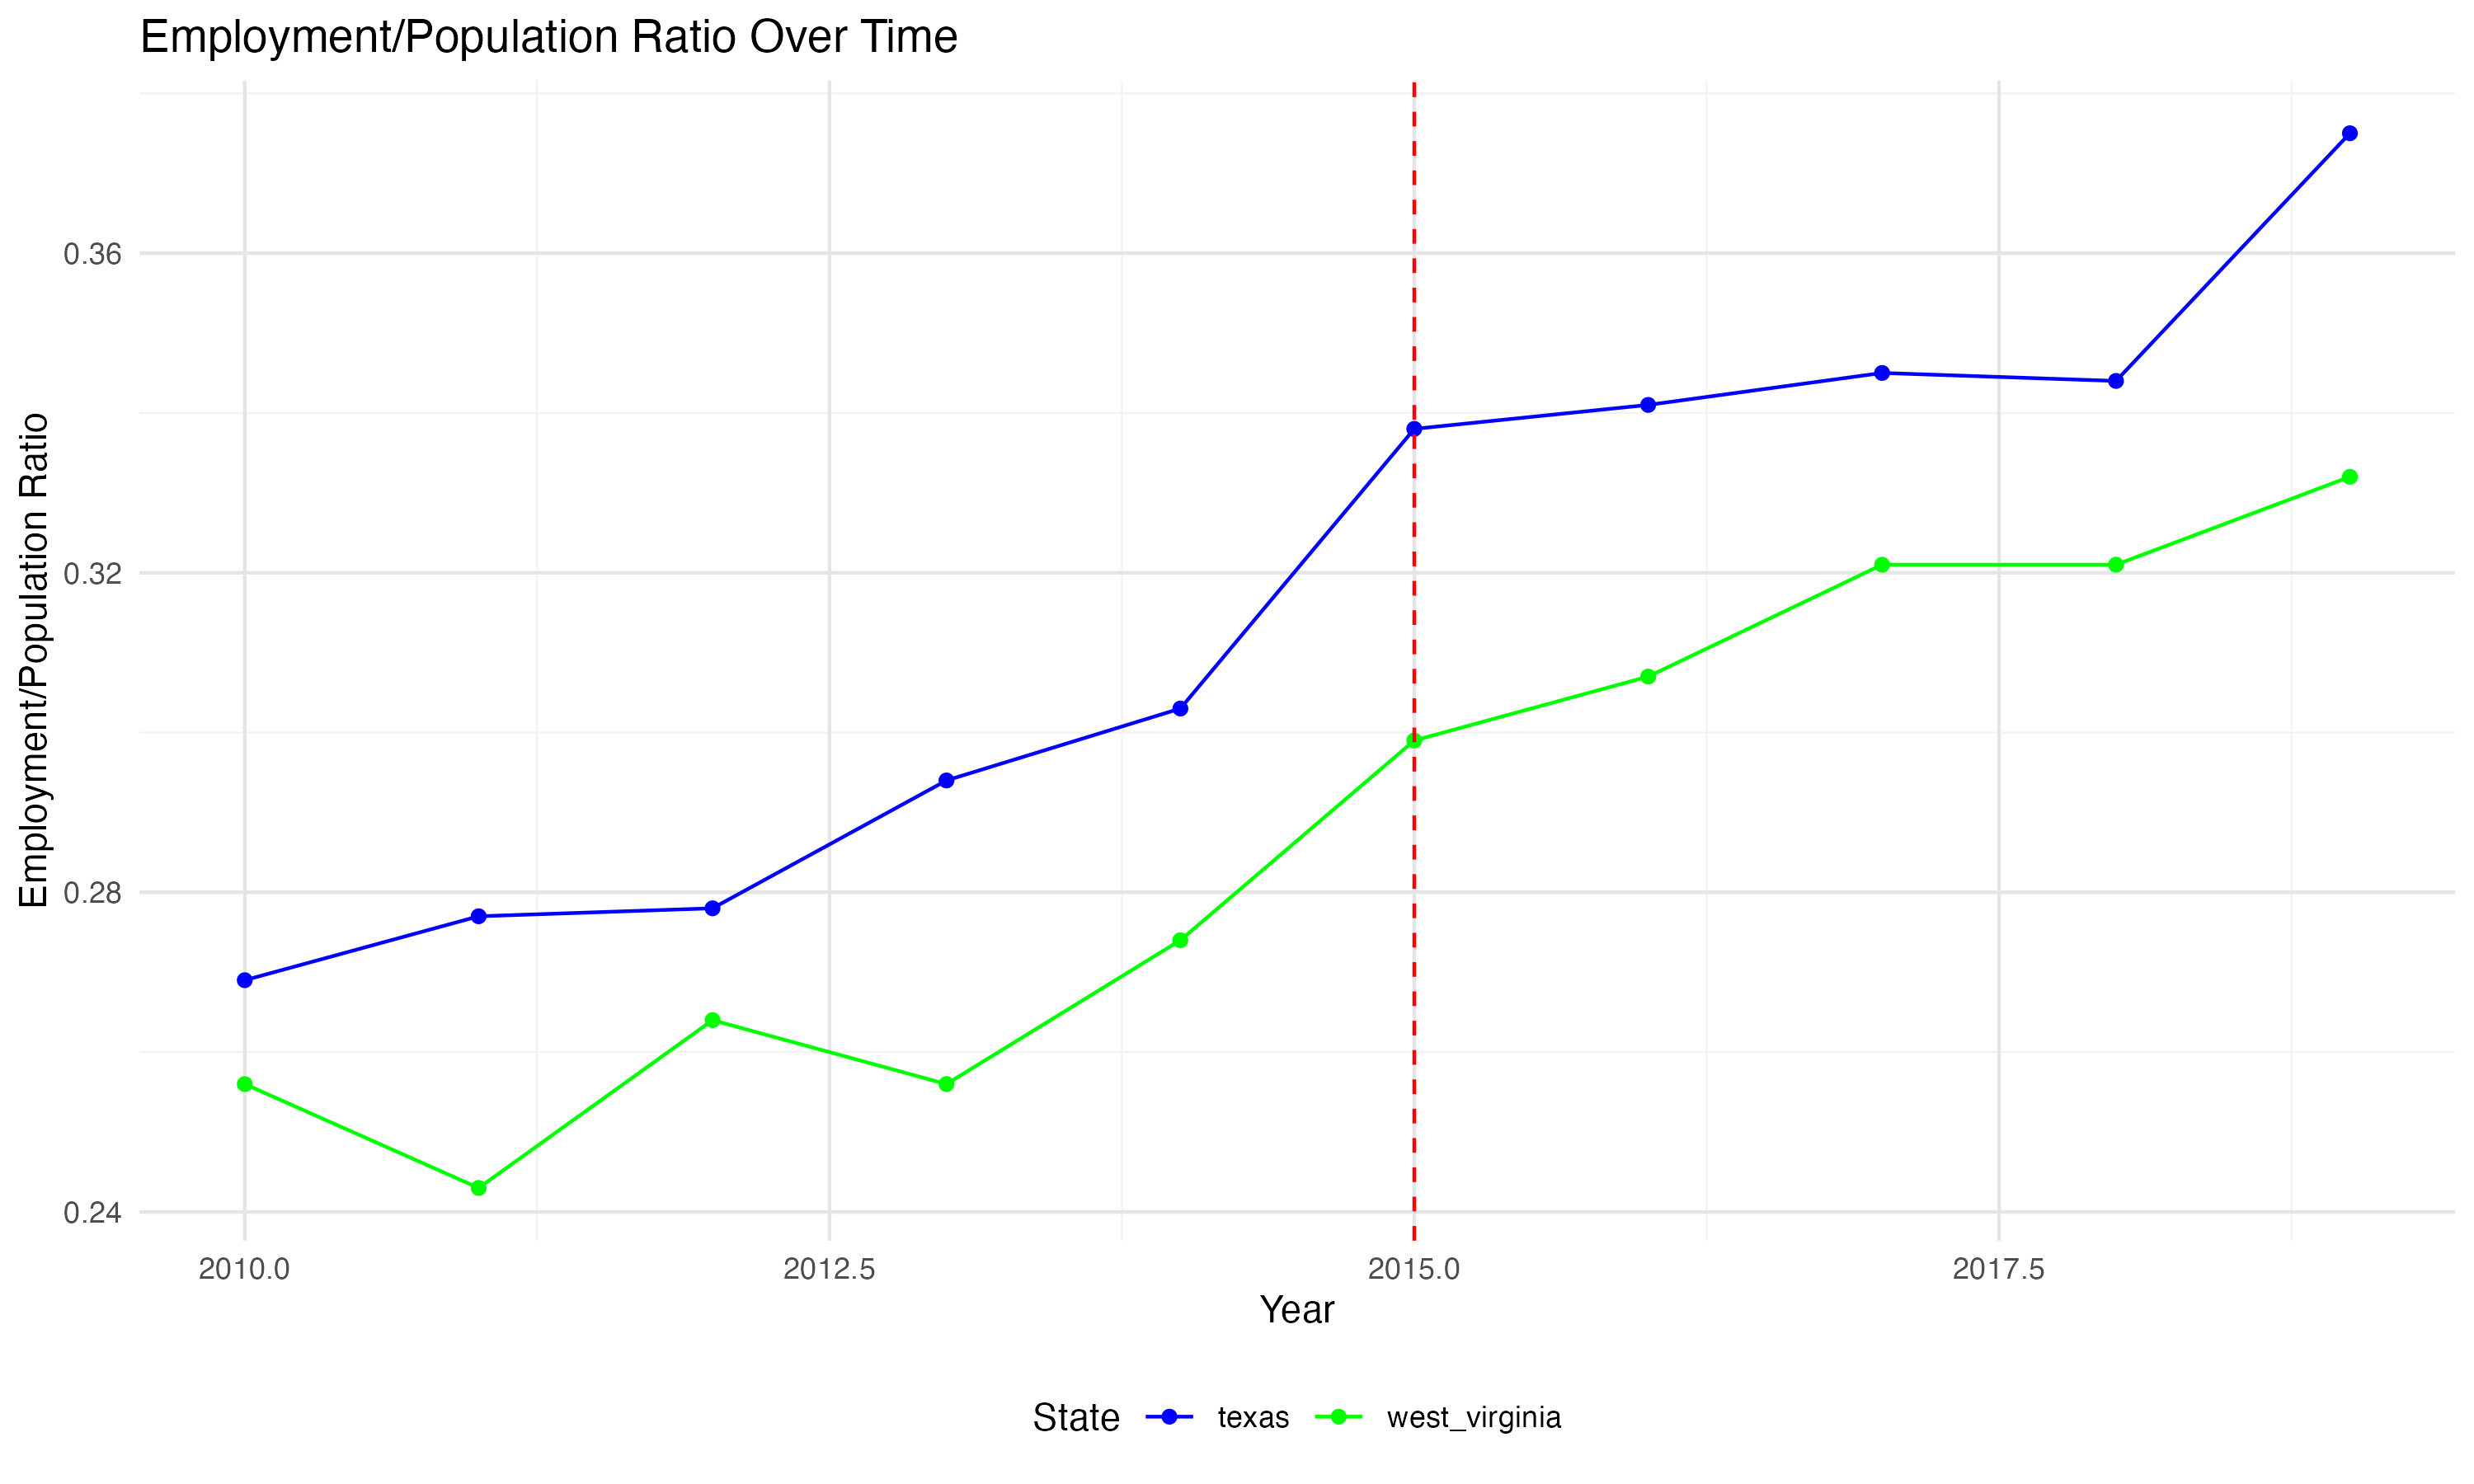 Employment/Population Ratio Over Time
Employment/Population Ratio
0.36
0.32
0.28
0.24
2010.0 2012.5 2015.0 2017.5
Year
State texas west_virginia